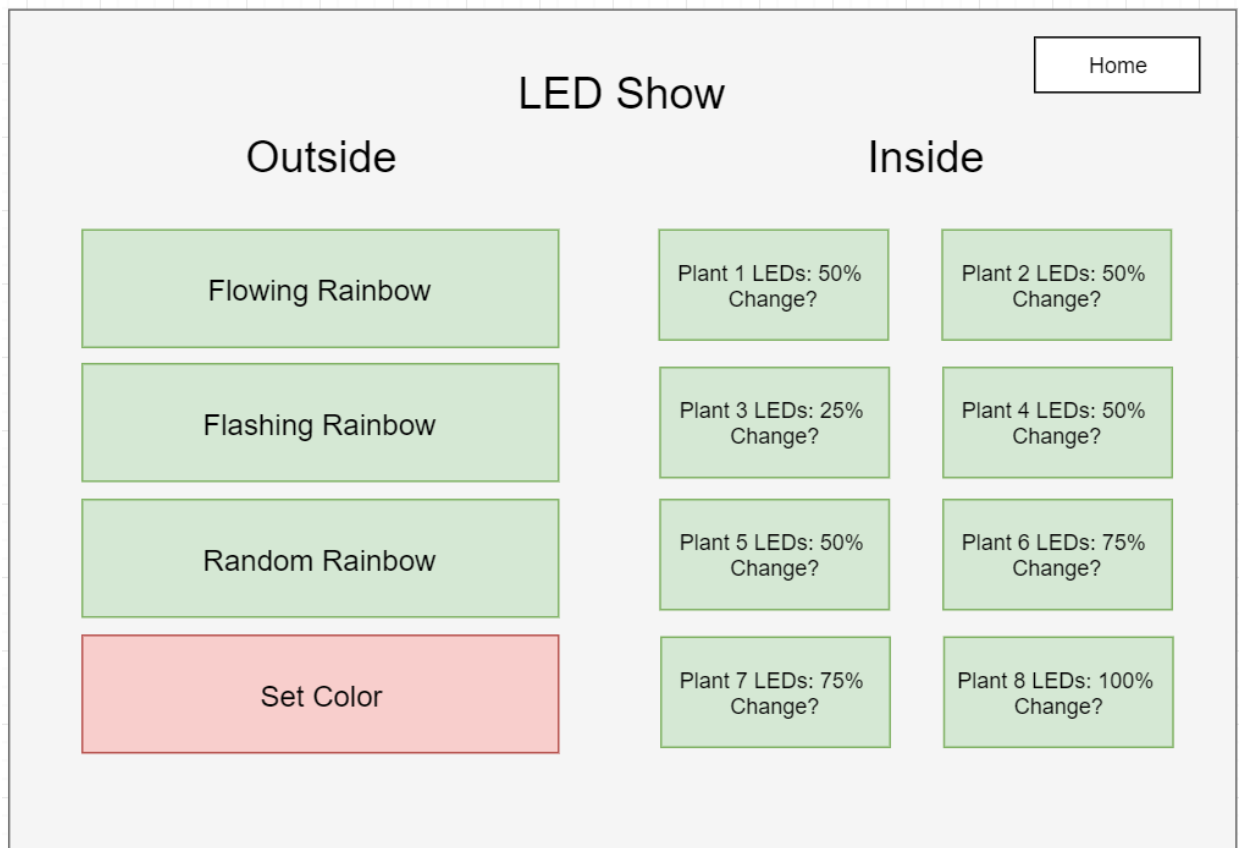 Home
LED Show
Outside
Inside
Flowing Rainbow
Flashing Rainbow
Random Rainbow
Set Color
Plant 1 LEDs: 50%
Change?
Plant 2 LEDs: 50%
Change?
Plant 3 LEDs: 25%
Change?
Plant 4 LEDs: 50%
Change?
Plant 5 LEDs: 50%
Change?
Plant 6 LEDs: 75%
Change?
Plant 7 LEDs: 75%
Change?
Plant 8 LEDs: 100%
Change?